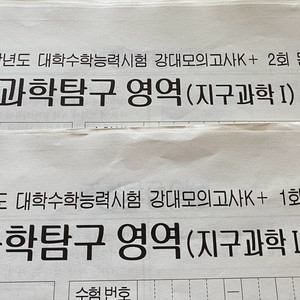 년도 대학수학능력시험 강대모의고사K+ 2회
과학탐구 영역(지구과학Ⅰ)
도 대학수학능력시험 강대모의고사K+ 1회
학탐구 영역(지구과학Ⅰ
수험번호